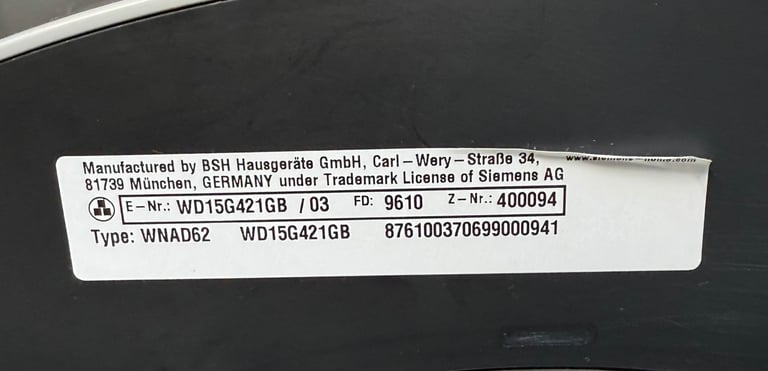 Manufactured by BSH Hausgeräte GmbH, Carl-Wery-Straße 34,
81739 München, GERMANY under Trademark License of Siemens AG
E-Nr.: WD15G421GB / 03 FD: 9610 Z-Nr.: 400094
Type: WNAD62 WD15G421GB 876100370699000941